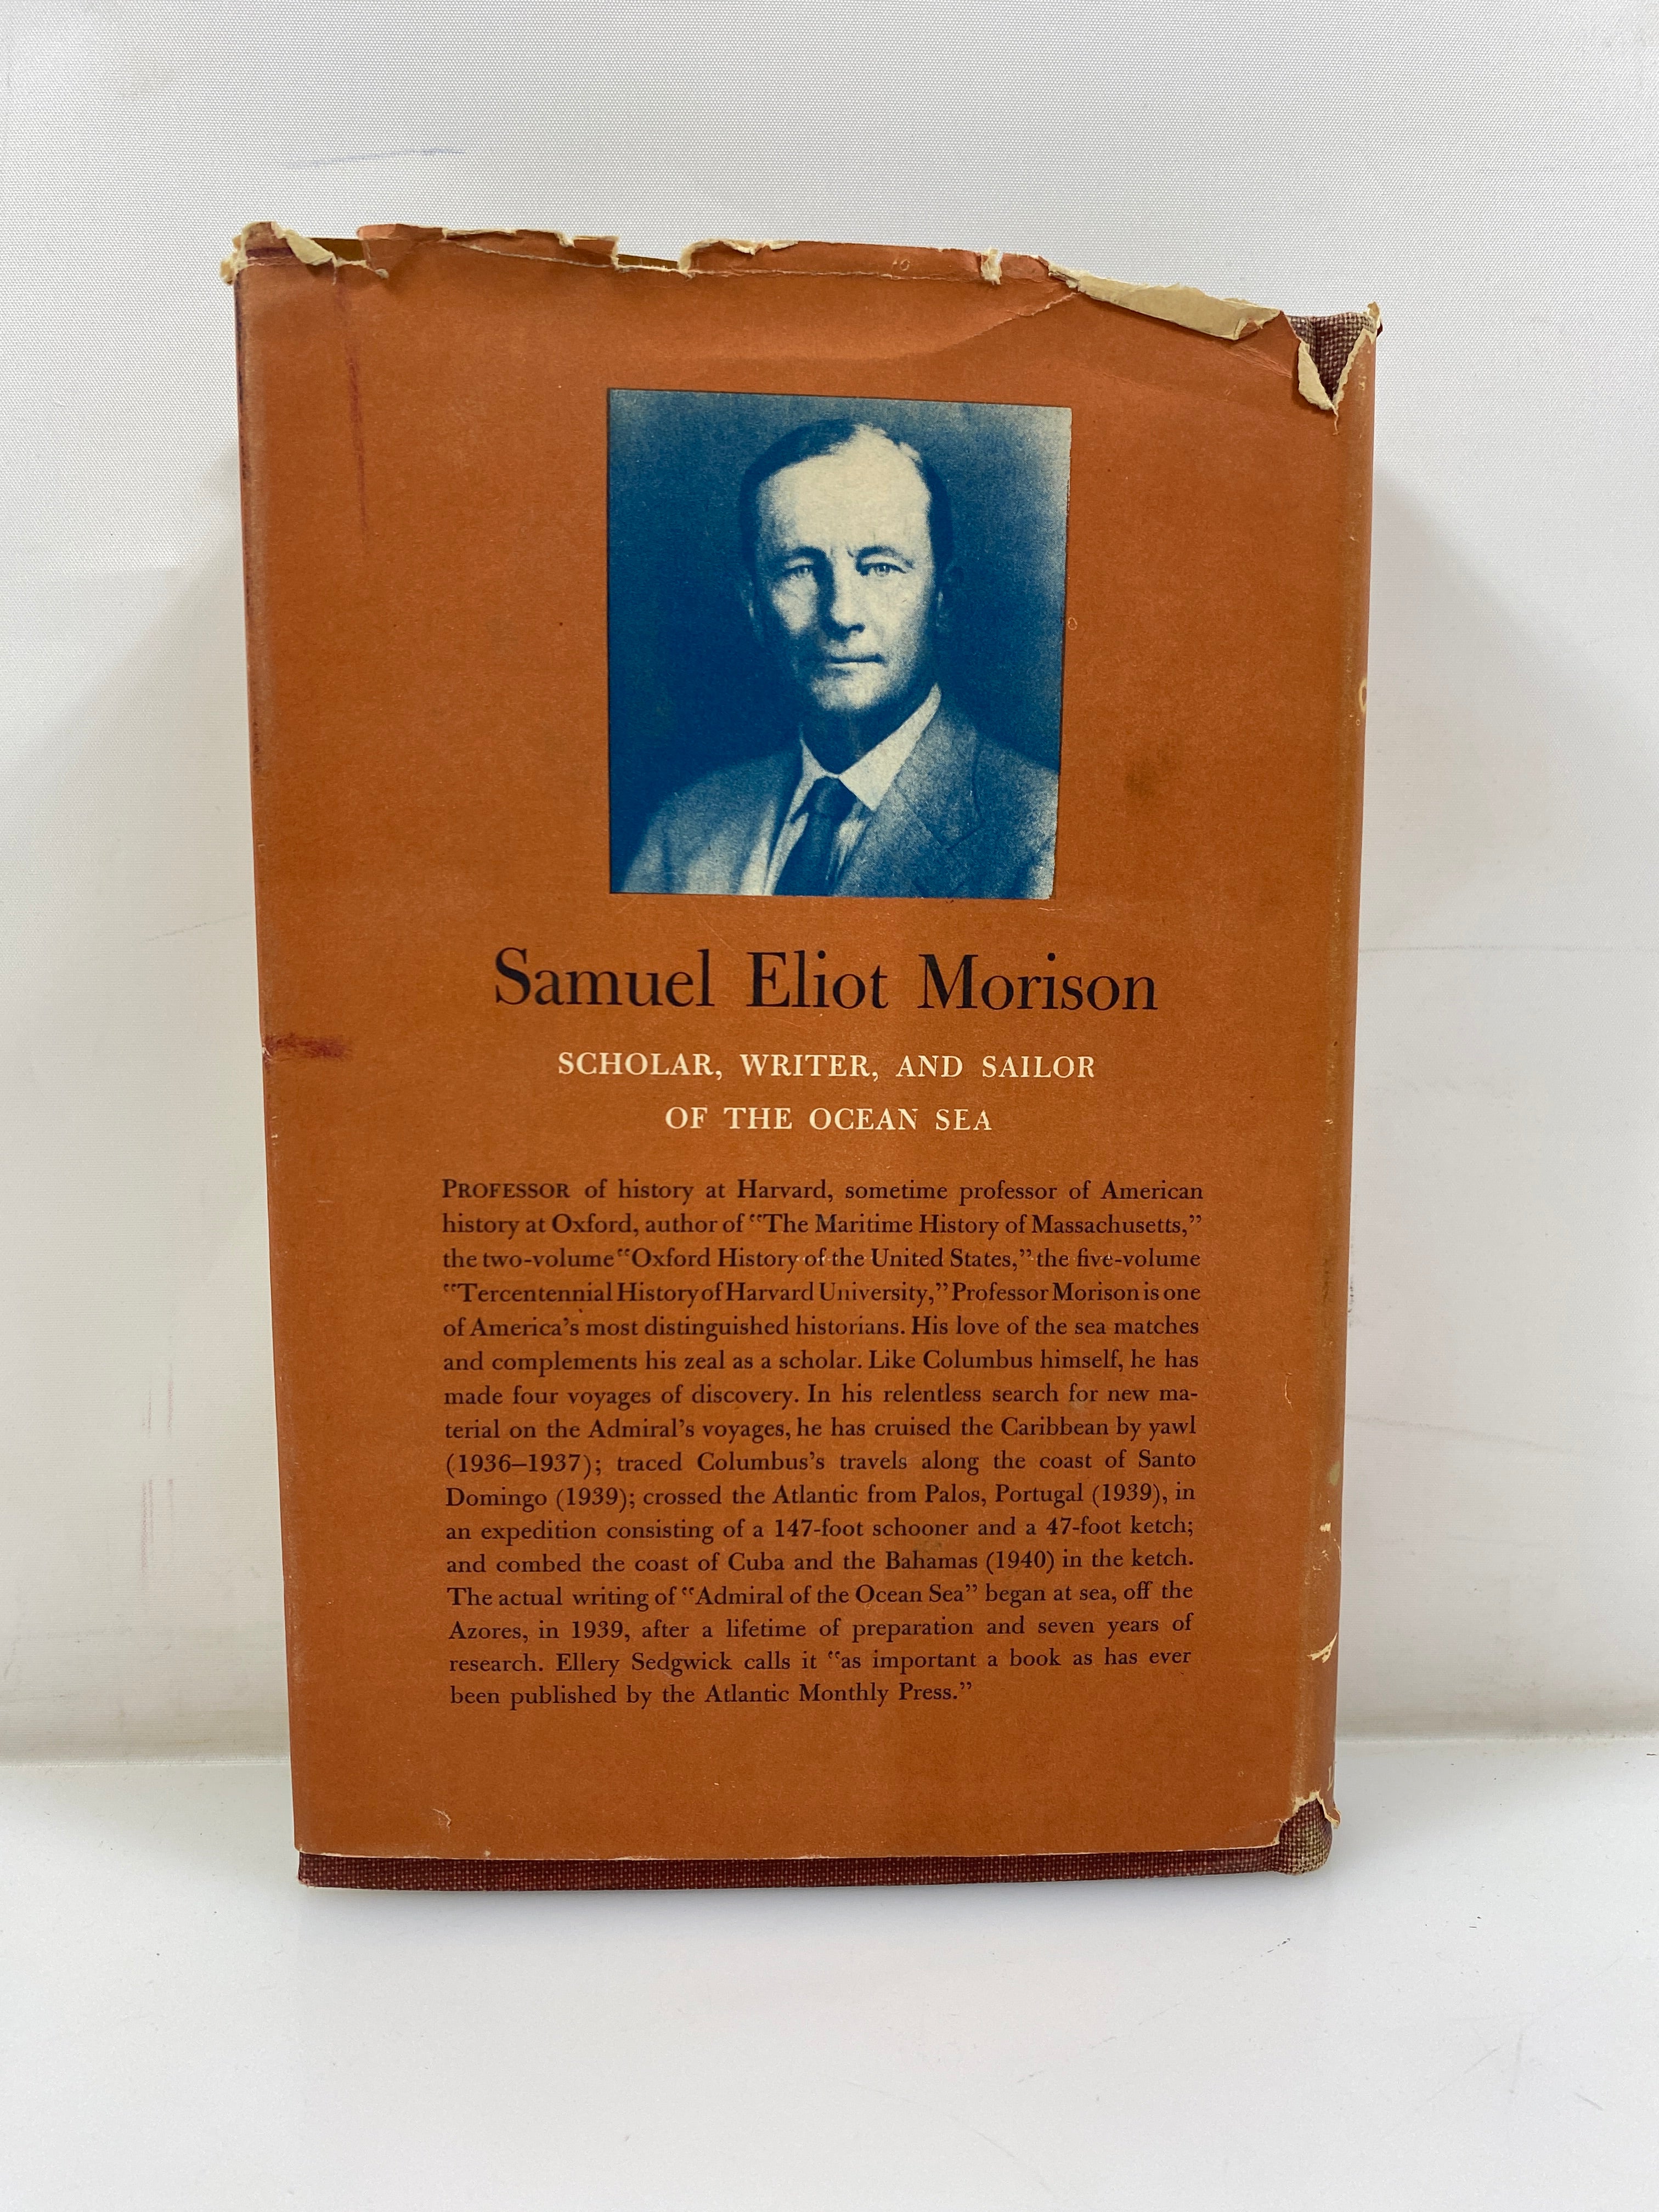 Samuel Eliot Morison
SCHOLAR, WRITER, AND SAILOR
OF THE OCEAN SEA
PROFESSOR of history at Harvard, sometime professor of American
history at Oxford, author of "The Maritime History of Massachusetts,"
the two-volume "Oxford History of the United States," the five-volume
"Tercentennial History of Harvard University," Professor Morison is one
of America's most distinguished historians. His love of the sea matches
and complements his zeal as a scholar. Like Columbus himself, he has
made four voyages of discovery. In his relentless search for new ma-
terial on the Admiral's voyages, he has cruised the Caribbean by yawl
(1936–1937); traced Columbus's travels along the coast of Santo
Domingo (1939); crossed the Atlantic from Palos, Portugal (1939), in
an expedition consisting of a 147-foot schooner and a 47-foot ketch;
and combed the coast of Cuba and the Bahamas (1940) in the ketch.
The actual writing of "Admiral of the Ocean Sea" began at sea, off the
Azores, in 1939, after a lifetime of preparation and seven years of
research. Ellery Sedgwick calls it "as important a book as has ever
been published by the Atlantic Monthly Press."